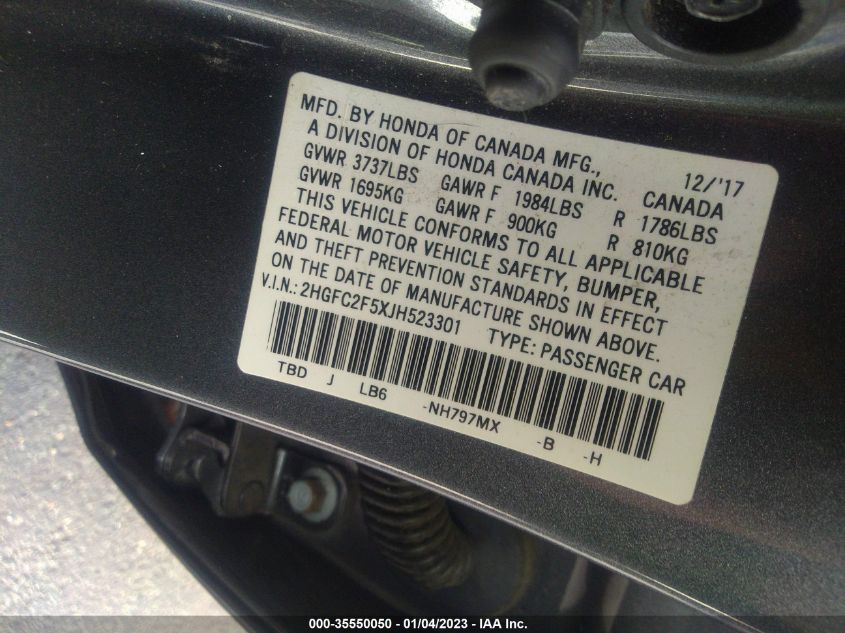 MFD. BY HONDA OF CANADA MFG., 12/'17
A DIVISION OF HONDA CANADA INC. CANADA
GVWR 3737LBS GAWR F 1984LBS R 1786LBS
GVWR 1695KG GAWR F 900KG R 810KG
THIS VEHICLE CONFORMS TO ALL APPLICABLE
FEDERAL MOTOR VEHICLE SAFETY, BUMPER,
AND THEFT PREVENTION STANDARDS IN EFFECT
ON THE DATE OF MANUFACTURE SHOWN ABOVE.
V.I.N.: 2HGFC2F5XJH523301 TYPE: PASSENGER CAR
TBD J LB6 -NH797MX -B -H
000-35550050 - 01/04/2023 - © IAA Inc.